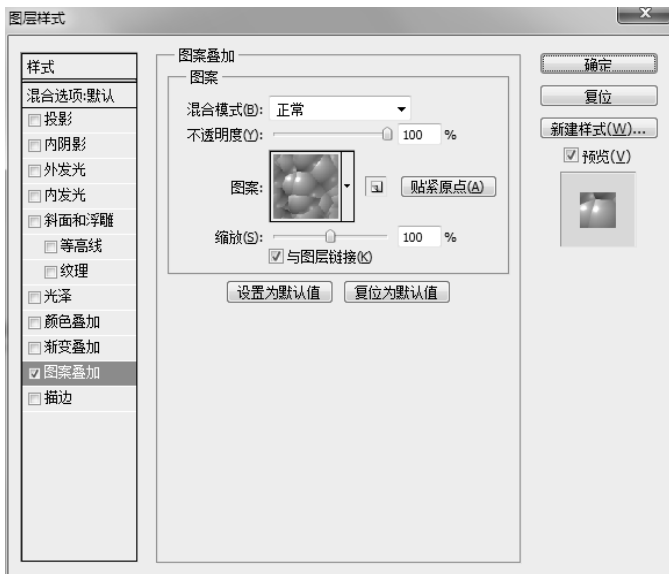 图层样式
样式
混合选项:默认
投影
内阴影
外发光
内发光
斜面和浮雕
等高线
纹理
光泽
颜色叠加
渐变叠加
图案叠加
描边
图案叠加
图案
混合模式(B): 正常
不透明度(Y): 100 %
图案: 贴紧原点(A)
缩放(S): 100 %
与图层链接(K)
设置为默认值 复位为默认值
确定
复位
新建样式(W)...
预览(V)